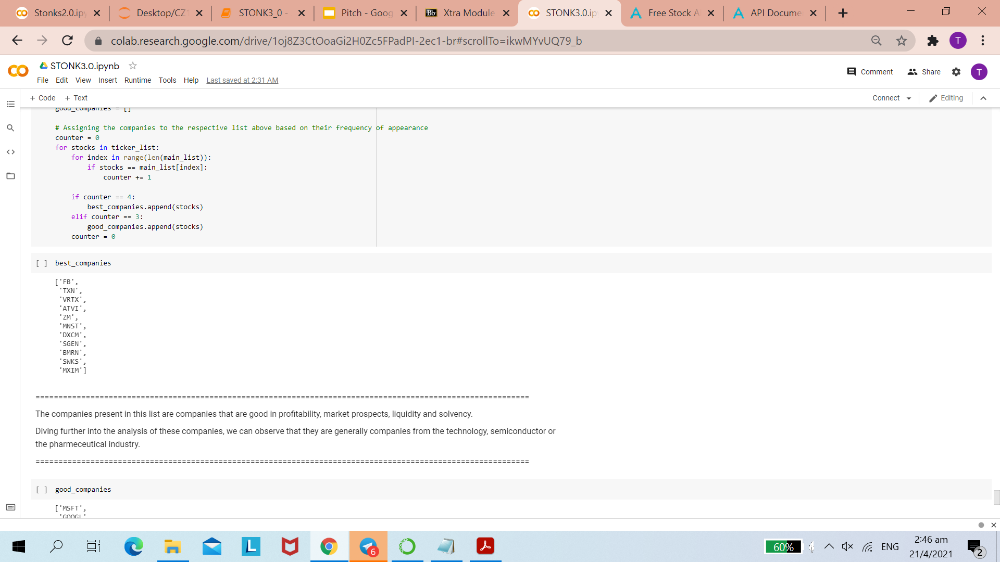 Stonks2.0.ipy
Desktop/CZ1
STONK3_0 -
Pitch - Goog
Bb Xtra Module
STONK3.0.ip
Free Stock A
API Docume
colab.research.google.com/drive/1oj8Z3CtOoaGi2H0Zc5FPadPI-2ec1-br#scrollTo=ikwMYvUQ79_b
T
STONK3.0.ipynb
File Edit View Insert Runtime Tools Help Last saved at 2:31 AM
Comment Share T
+ Code + Text
Connect Editing
good_companies = []
# Assigning the companies to the respective list above based on their frequency of appearance
counter = 0
for stocks in ticker_list:
for index in range(len(main_list)):
if stocks == main_list[index]:
counter += 1
if counter == 4:
best_companies.append(stocks)
elif counter == 3:
good_companies.append(stocks)
counter = 0
[ ] best_companies
['FB',
'TXN',
'VRTX',
'ATVI',
'ZM',
'MNST',
'DXCM',
'SGEN',
'BMRN',
'SWKS',
'MXIM']
The companies present in this list are companies that are good in profitability, market prospects, liquidity and solvency.
Diving further into the analysis of these companies, we can observe that they are generally companies from the technology, semiconductor or
the pharmeceutical industry.
[ ] good_companies
['MSFT',
'GOOGL'
L
6
60%
ENG
2:46 am
21/4/2021
2